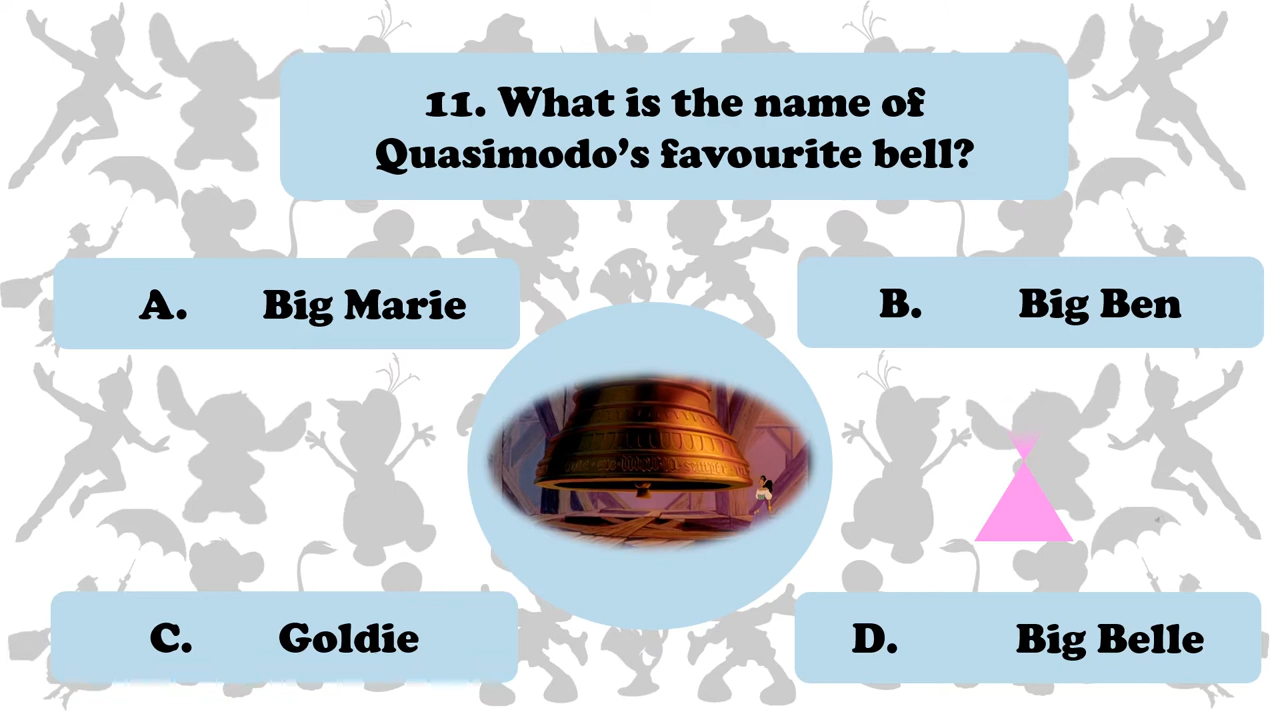 11. What is the name of
Quasimodo’s favourite bell?
A. Big Marie
B. Big Ben
C. Goldie
D. Big Belle